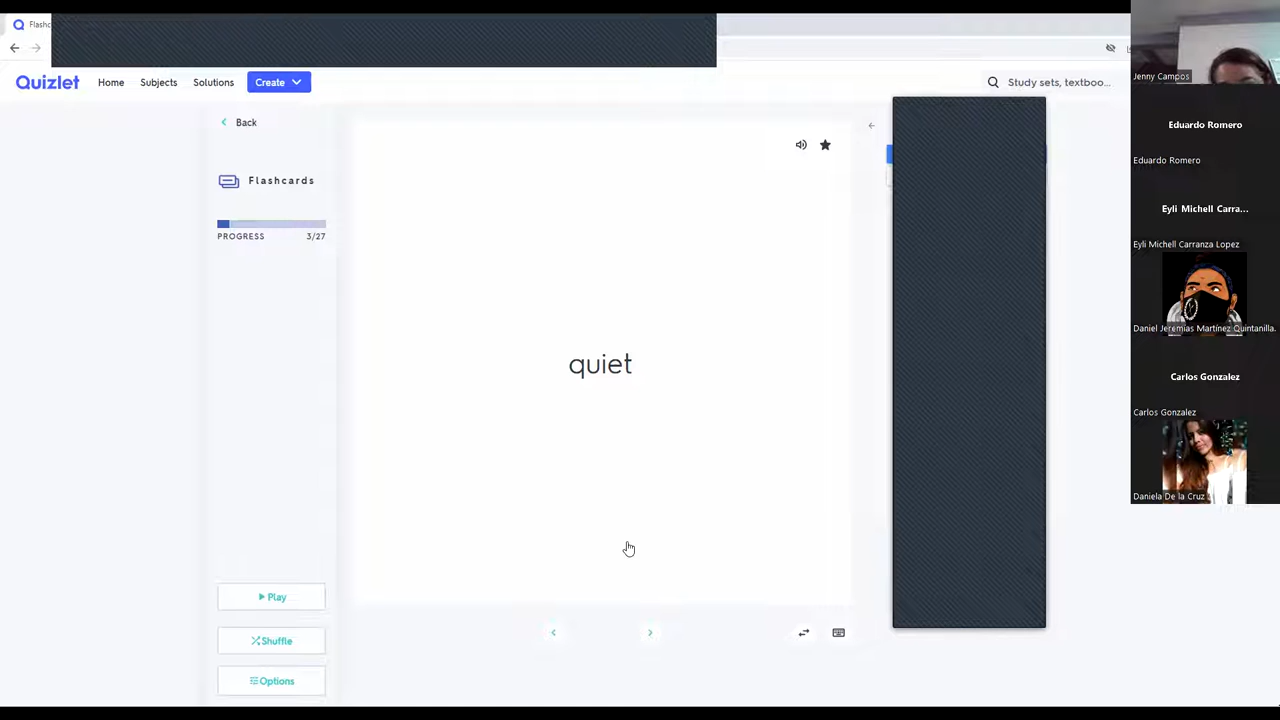 Flashc
Quizlet
Home
Subjects
Solutions
Create
Study sets, textboo...
Back
Flashcards
PROGRESS 3/27
quiet
Play
Shuffle
Options
Jenny Campos
Eduardo Romero
Eduardo Romero
Eyli Michell Carra...
Eyli Michell Carranza Lopez
Daniel Jeremias Martínez Quintanilla.
Carlos Gonzalez
Carlos Gonzalez
Daniela De la Cruz